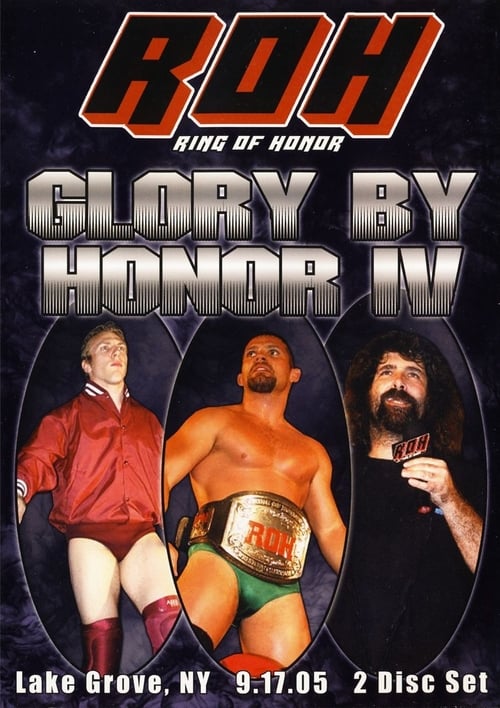 ROH
RING OF HONOR
GLORY BY
HONOR IV
ROH
ROH
Lake Grove, NY 9.17.05 2 Disc Set